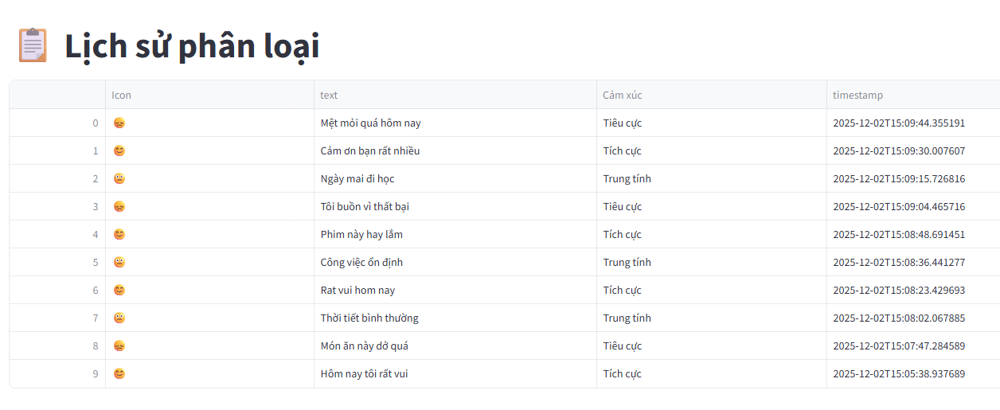 📋 Lịch sử phân loại
Icon text Cảm xúc timestamp
0 😞 Mệt mỏi quá hôm nay Tiêu cực 2025-12-02T15:09:44.355191
1 😊 Cảm ơn bạn rất nhiều Tích cực 2025-12-02T15:09:30.007607
2 😐 Ngày mai đi học Trung tính 2025-12-02T15:09:15.726816
3 😞 Tôi buồn vì thất bại Tiêu cực 2025-12-02T15:09:04.465716
4 😊 Phim này hay lắm Tích cực 2025-12-02T15:08:48.691451
5 😐 Công việc ổn định Trung tính 2025-12-02T15:08:36.441277
6 😊 Rat vui hom nay Tích cực 2025-12-02T15:08:23.429693
7 😐 Thời tiết bình thường Trung tính 2025-12-02T15:08:02.067885
8 😞 Món ăn này dở quá Tiêu cực 2025-12-02T15:07:47.284589
9 😊 Hôm nay tôi rất vui Tích cực 2025-12-02T15:05:38.937689